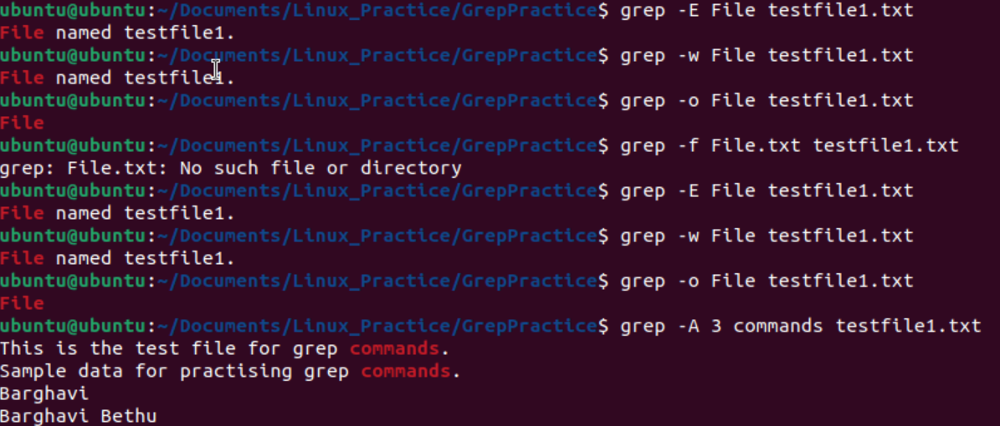 ubuntu@ubuntu:~/Documents/Linux_Practice/GrepPractice$ grep -E File testfile1.txt
File named testfile1.
ubuntu@ubuntu:~/Documents/Linux_Practice/GrepPractice$ grep -w File testfile1.txt
File named testfile1.
ubuntu@ubuntu:~/Documents/Linux_Practice/GrepPractice$ grep -o File testfile1.txt
File
ubuntu@ubuntu:~/Documents/Linux_Practice/GrepPractice$ grep -f File.txt testfile1.txt
grep: File.txt: No such file or directory
ubuntu@ubuntu:~/Documents/Linux_Practice/GrepPractice$ grep -E File testfile1.txt
File named testfile1.
ubuntu@ubuntu:~/Documents/Linux_Practice/GrepPractice$ grep -w File testfile1.txt
File named testfile1.
ubuntu@ubuntu:~/Documents/Linux_Practice/GrepPractice$ grep -o File testfile1.txt
File
ubuntu@ubuntu:~/Documents/Linux_Practice/GrepPractice$ grep -A 3 commands testfile1.txt
This is the test file for grep commands.
Sample data for practising grep commands.
Barghavi
Barghavi Bethu